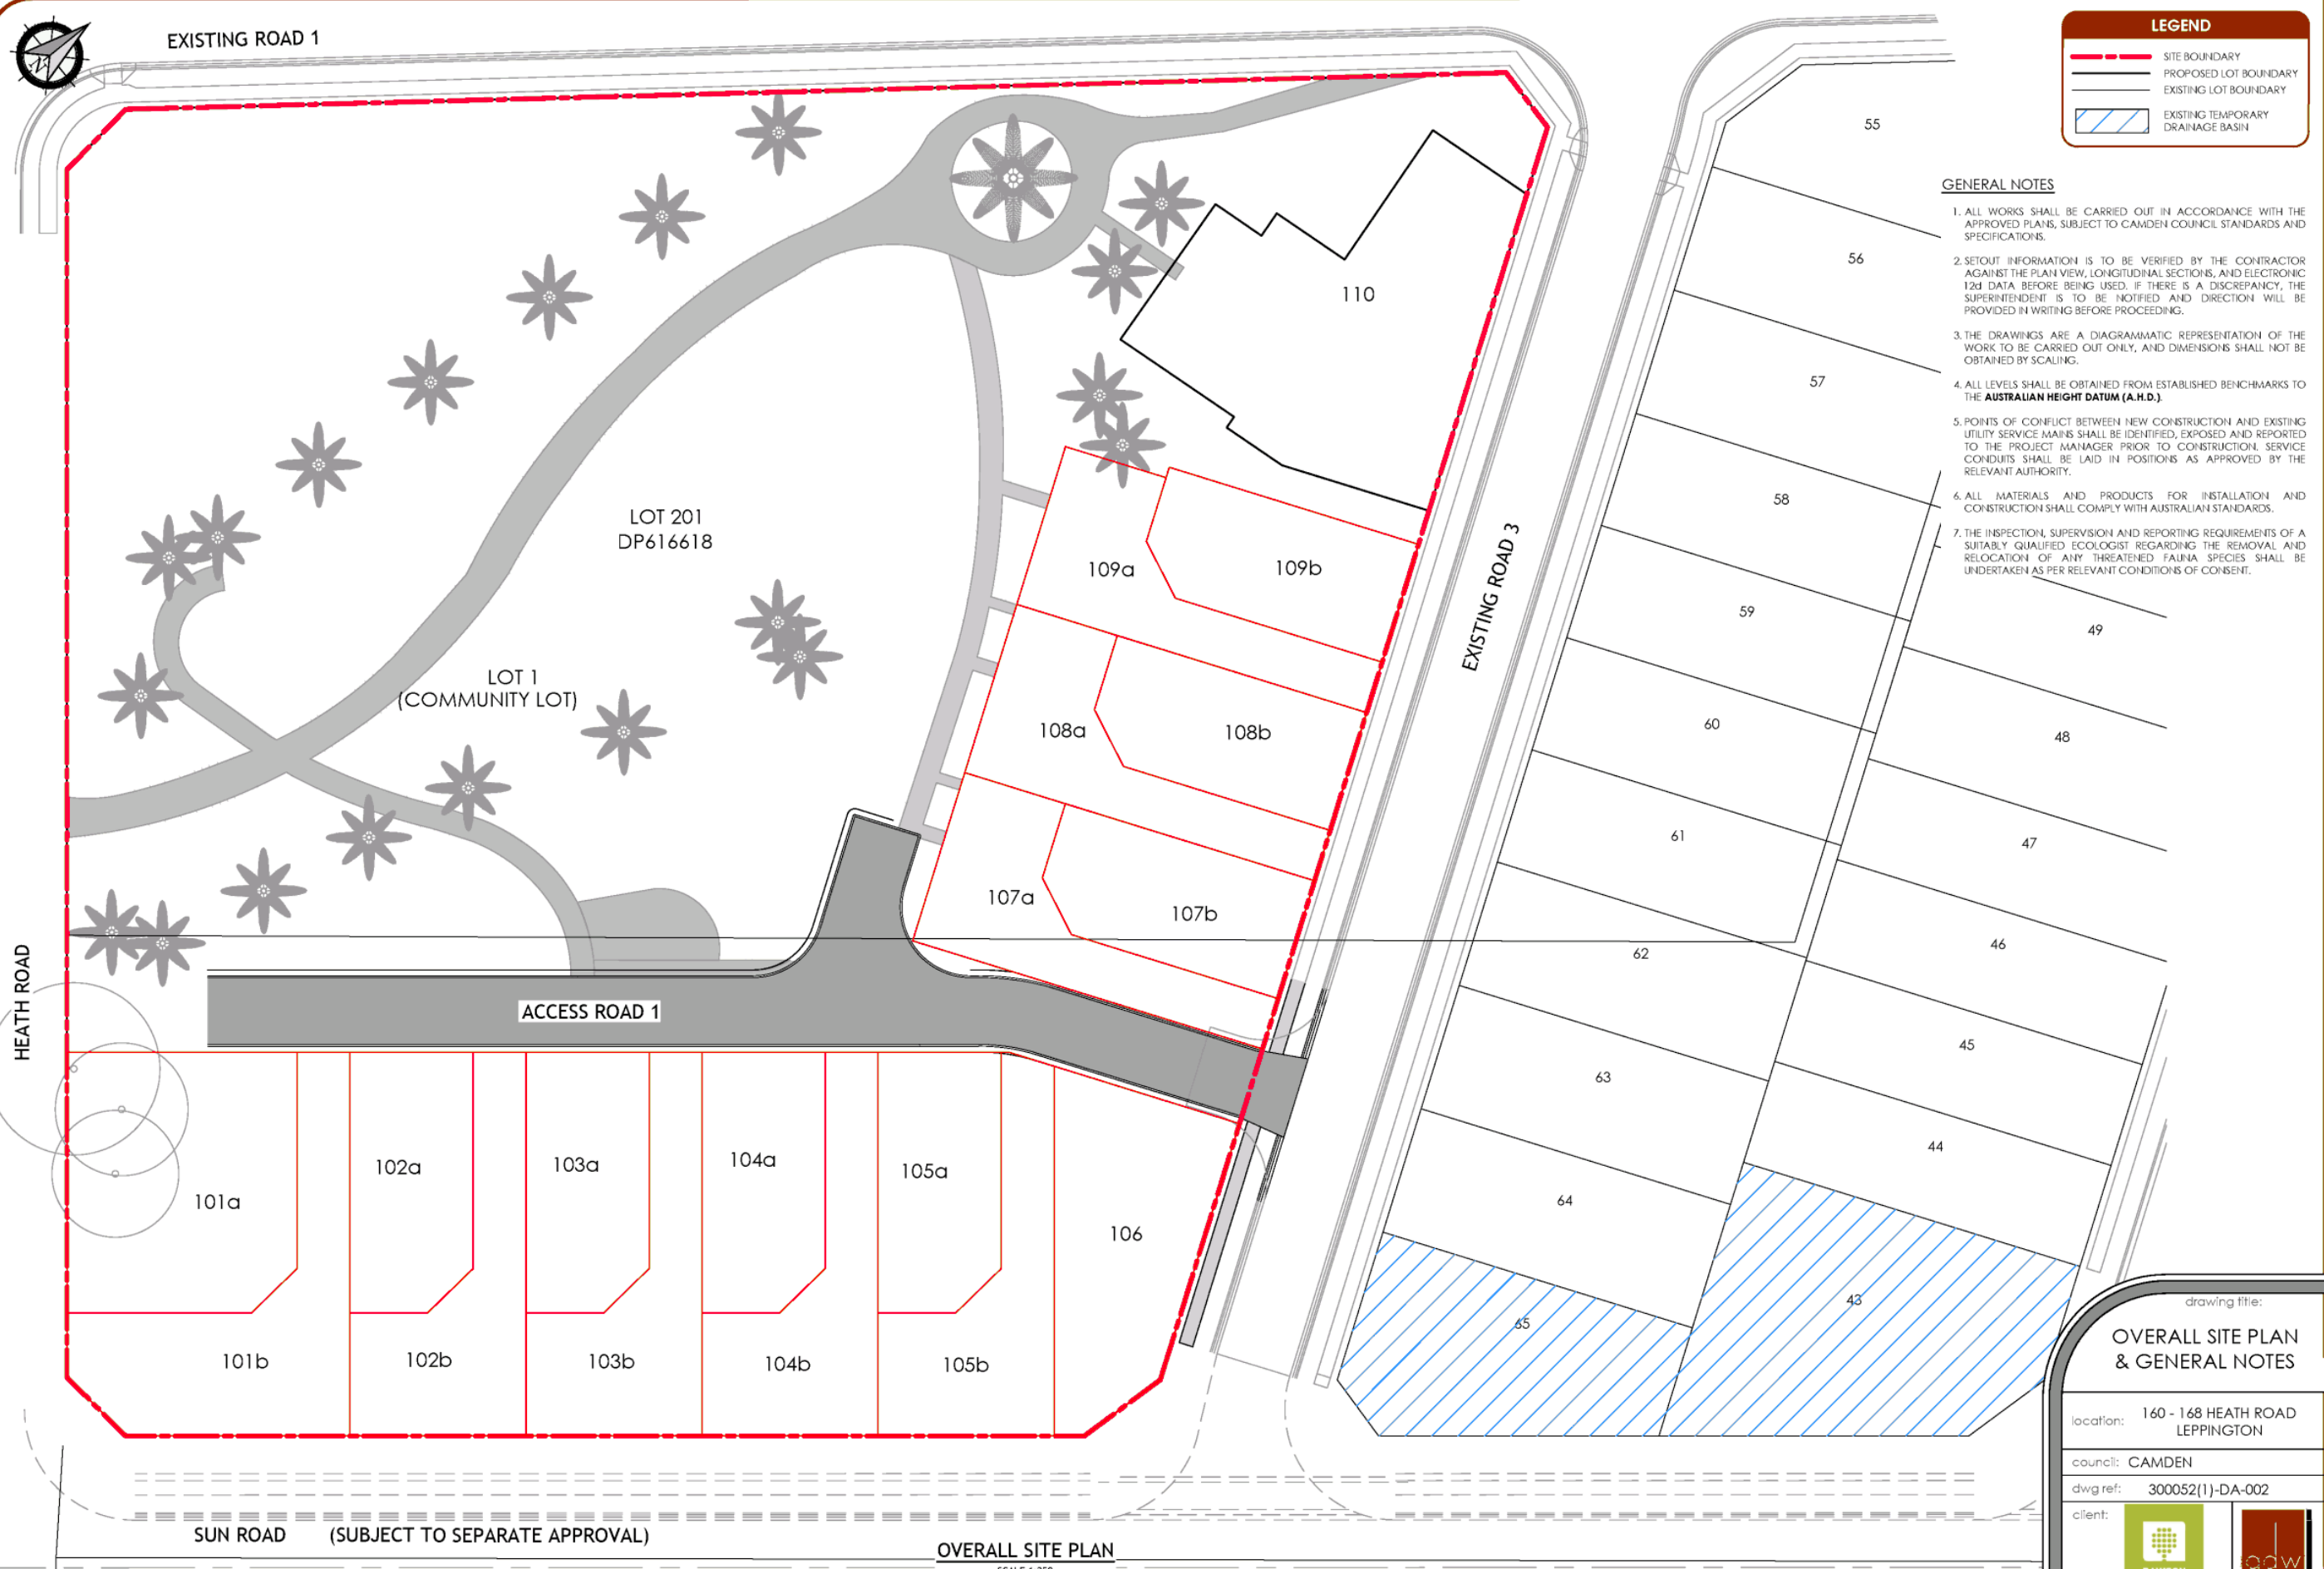 EXISTING ROAD 1
LEGEND
SITE BOUNDARY
PROPOSED LOT BOUNDARY
EXISTING LOT BOUNDARY
EXISTING TEMPORARY
DRAINAGE BASIN
GENERAL NOTES
1. ALL WORKS SHALL BE CARRIED OUT IN ACCORDANCE WITH THE
APPROVED PLANS, SUBJECT TO CAMDEN COUNCIL STANDARDS AND
SPECIFICATIONS.
2. SETOUT INFORMATION IS TO BE VERIFIED BY THE CONTRACTOR
AGAINST THE PLAN VIEW, LONGITUDINAL SECTIONS, AND ELECTRONIC
12d DATA BEFORE BEING USED. IF THERE IS A DISCREPANCY, THE
SUPERINTENDENT IS TO BE NOTIFIED AND DIRECTION WILL BE
PROVIDED IN WRITING BEFORE PROCEEDING.
3. THE DRAWINGS ARE A DIAGRAMMATIC REPRESENTATION OF THE
WORK TO BE CARRIED OUT ONLY, AND DIMENSIONS SHALL NOT BE
OBTAINED BY SCALING.
4. ALL LEVELS SHALL BE OBTAINED FROM ESTABLISHED BENCHMARKS TO
THE AUSTRALIAN HEIGHT DATUM (A.H.D.).
5. POINTS OF CONFLICT BETWEEN NEW CONSTRUCTION AND EXISTING
UTILITY SERVICE MAINS SHALL BE IDENTIFIED, EXPOSED AND REPORTED
TO THE PROJECT MANAGER PRIOR TO CONSTRUCTION. SERVICE
CONDUITS SHALL BE LAID IN POSITIONS AS APPROVED BY THE
RELEVANT AUTHORITY.
6. ALL MATERIALS AND PRODUCTS FOR INSTALLATION AND
CONSTRUCTION SHALL COMPLY WITH AUSTRALIAN STANDARDS.
7. THE INSPECTION, SUPERVISION AND REPORTING REQUIREMENTS OF A
SUITABLY QUALIFIED ECOLOGIST REGARDING THE REMOVAL AND
RELOCATION OF ANY THREATENED FAUNA SPECIES SHALL BE
UNDERTAKEN AS PER RELEVANT CONDITIONS OF CONSENT.
55
56
57
58
59
60
61
62
63
64
65
49
48
47
46
45
44
43
110
LOT 201
DP616618
LOT 1
(COMMUNITY LOT)
109a
109b
108a
108b
107a
107b
EXISTING ROAD 3
HEATH ROAD
ACCESS ROAD 1
101a
102a
103a
104a
105a
106
101b
102b
103b
104b
105b
SUN ROAD (SUBJECT TO SEPARATE APPROVAL)
OVERALL SITE PLAN
drawing title:
OVERALL SITE PLAN
& GENERAL NOTES
location: 160 - 168 HEATH ROAD
LEPPINGTON
council: CAMDEN
dwg ref: 300052(1)-DA-002
client: